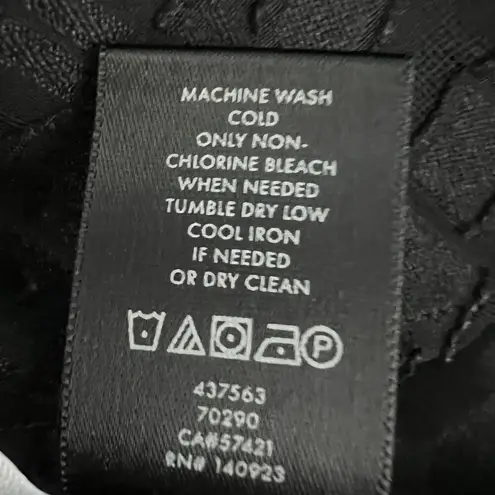 MACHINE WASH
COLD
ONLY NON-
CHLORINE BLEACH
WHEN NEEDED
TUMBLE DRY LOW
COOL IRON
IF NEEDED
OR DRY CLEAN
P
437563
70290
CA#57421
RN# 140923